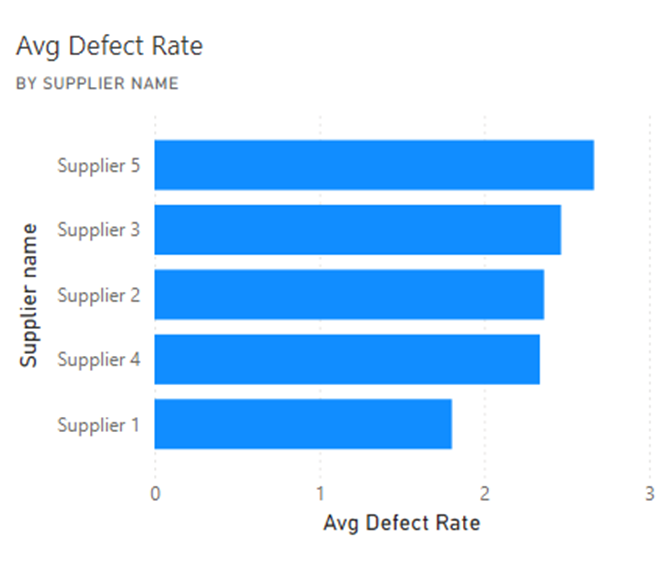 Avg Defect Rate
BY SUPPLIER NAME
Supplier name
Supplier 5
Supplier 3
Supplier 2
Supplier 4
Supplier 1
0 1 2 3
Avg Defect Rate